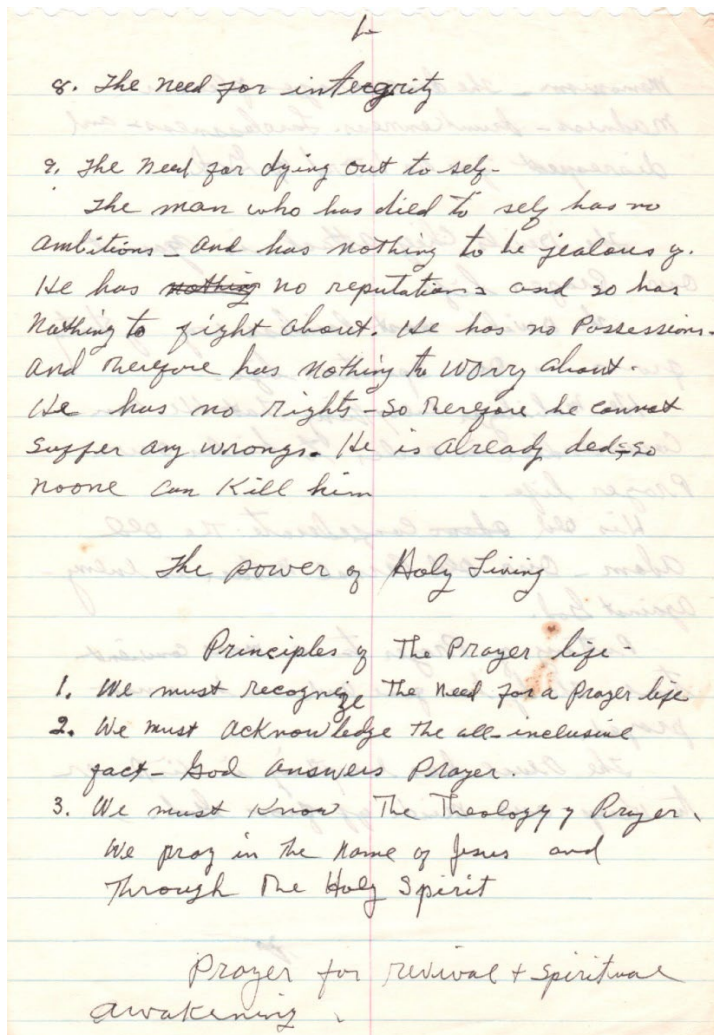 8. The need for integrity
9. The need for dying out to self-
The man who has died to self has no
ambitions - and has nothing to be jealous of.
He has nothing no reputations and so has
nothing to fight about. He has no Possessions-
and therefore has nothing to worry about.
He has no rights - so therefore he cannot
suffer any wrongs. He is already ded - so
noone can Kill him
The power of Holy Living
Principles of The Prayer life -
1. We must recognize The need for a Prayer life
2. We must acknowledge the all-inclusive
fact - God answers Prayer.
3. We must know The Theology of Prayer.
We pray in the name of Jesus and
Through the Holy Spirit
Prayer for revival + spiritual
awakening.